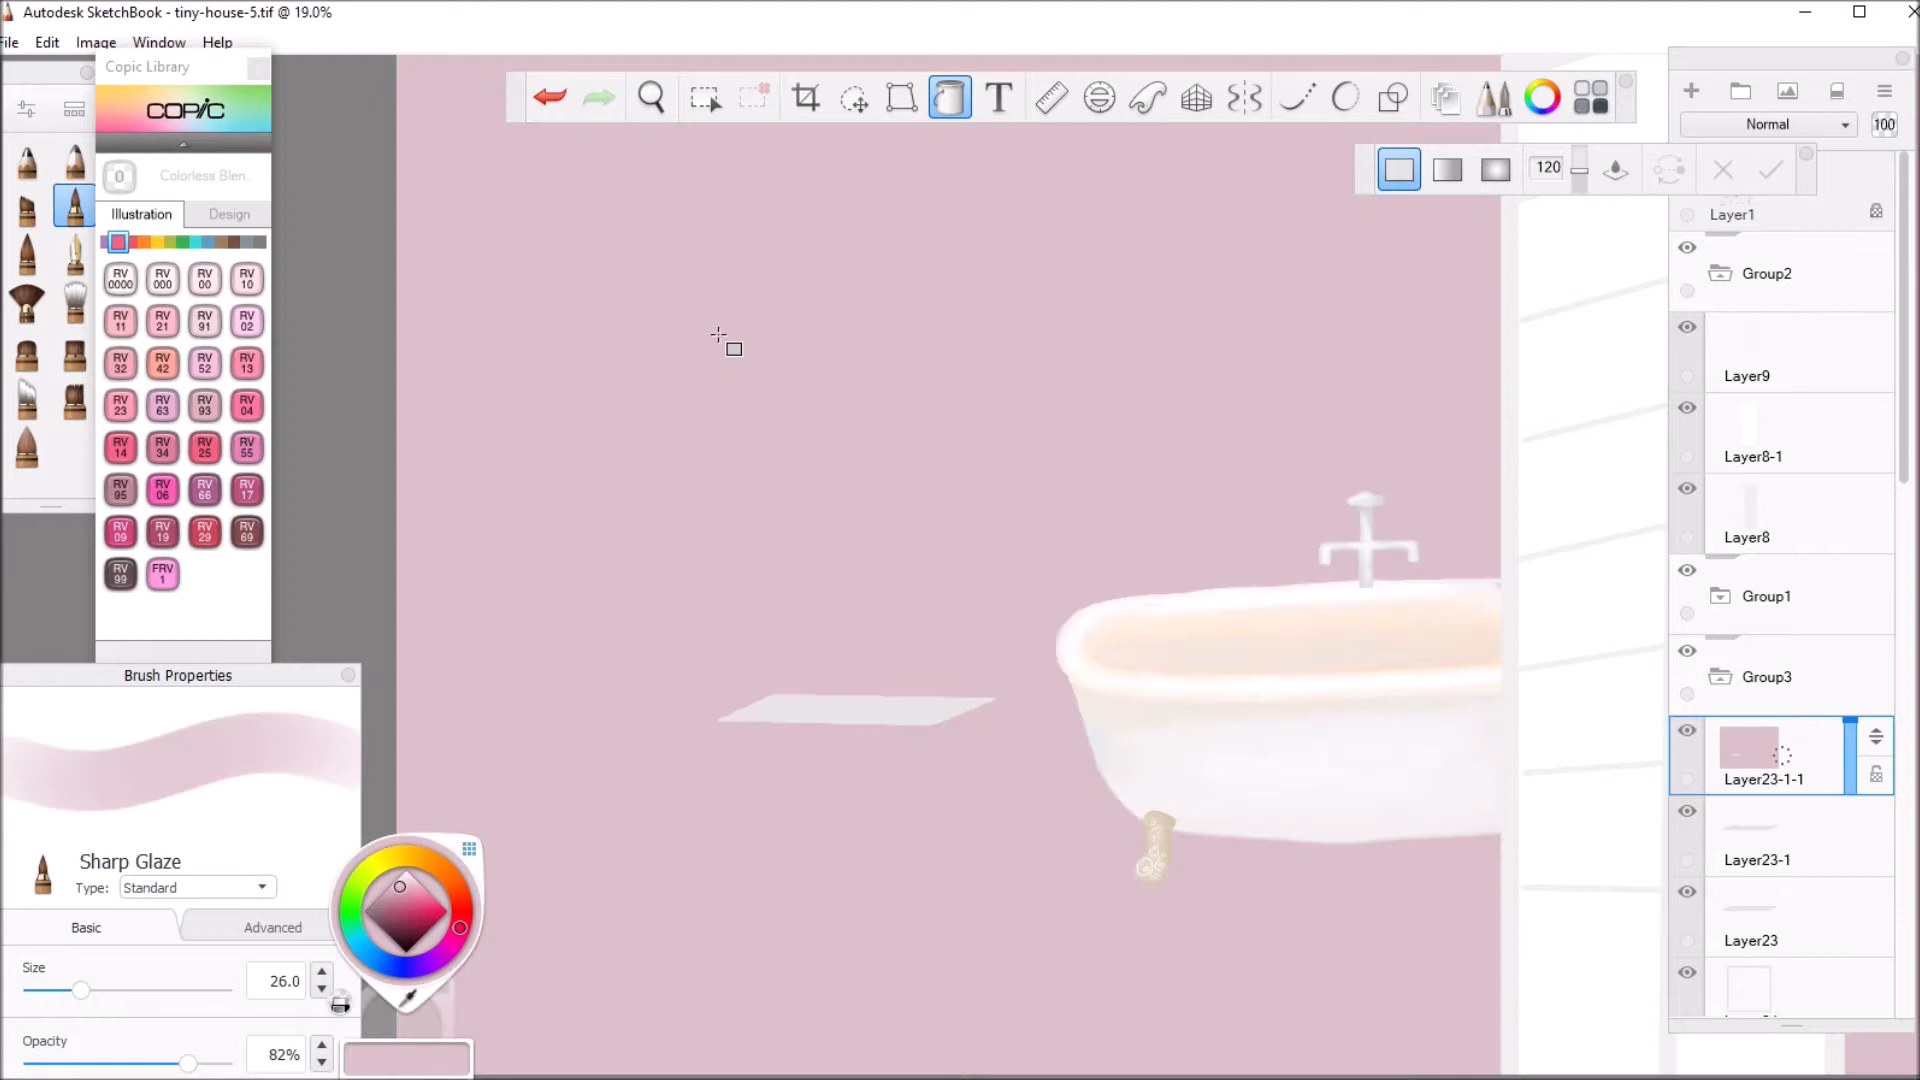 Autodesk SketchBook - tiny-house-5.tif @ 19.0%
File Edit Image Window Help
Copic Library
COPIC
0 Colorless Blen..
Illustration Design
RV 0000 RV 000 RV 00 RV 10
RV 11 RV 21 RV 91 RV 02
RV 32 RV 42 RV 52 RV 13
RV 23 RV 63 RV 93 RV 04
RV 14 RV 34 RV 25 RV 55
RV 95 RV 06 RV 66 RV 17
RV 09 RV 19 RV 29 RV 69
RV 99 FRV 1
Brush Properties
Sharp Glaze
Type: Standard
Basic Advanced
Size
26.0
Opacity
82%
T
120
Normal 100
Layer1
Group2
Layer9
Layer8-1
Layer8
Group1
Group3
Layer23-1-1
Layer23-1
Layer23